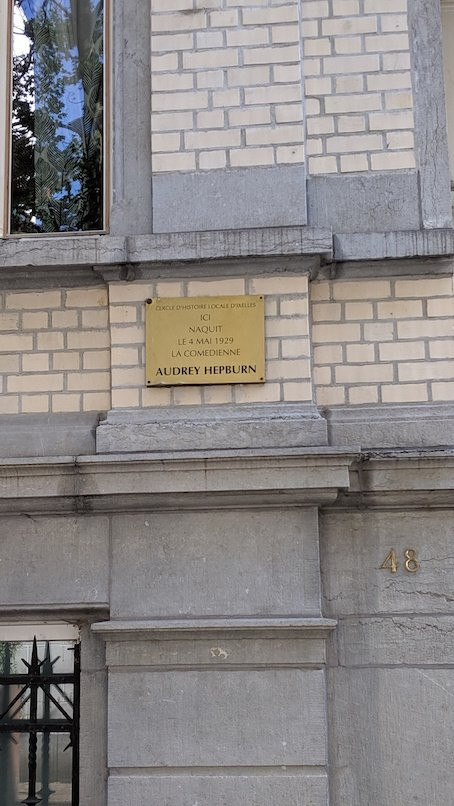 CERCLE D'HISTOIRE LOCALE D'IXELLES
ICI
NAQUIT
LE 4 MAI 1929
LA COMEDIENNE
AUDREY HEPBURN
48